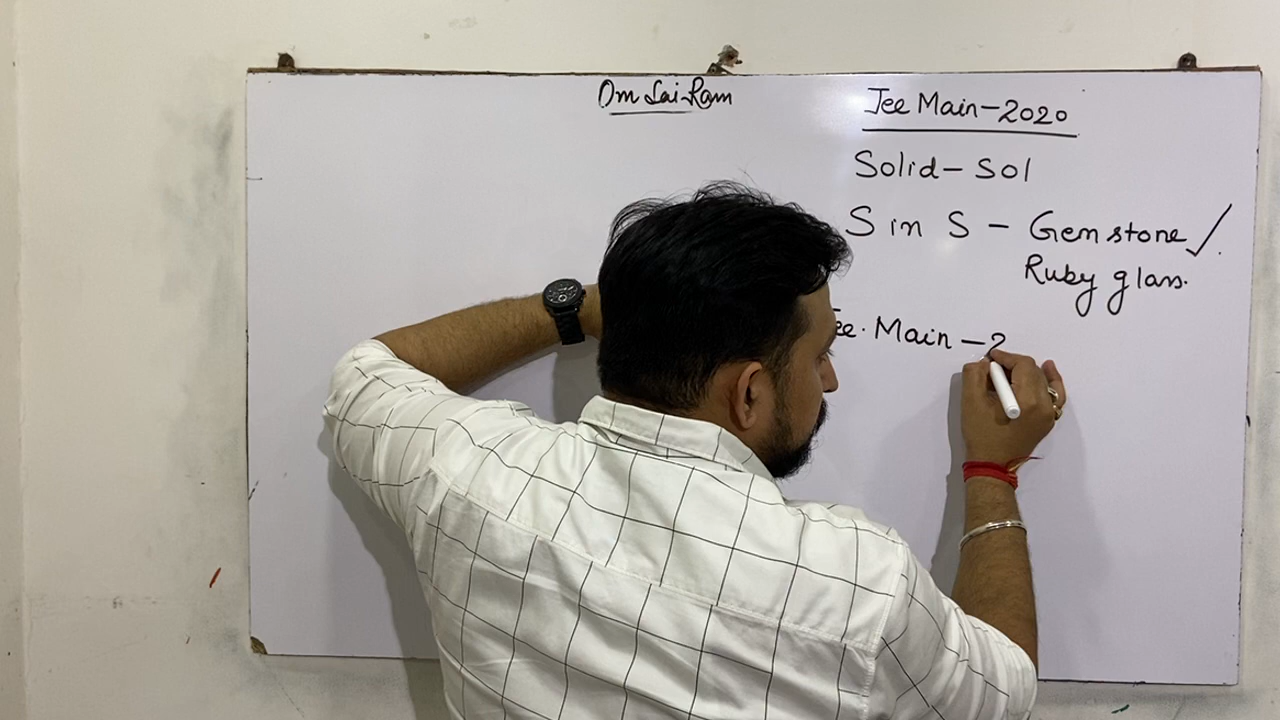 Om Sai Ram
Jee Main-2020
Solid- Sol
S in S - Gem stone ✓.
Ruby glass.
Jee. Main -2